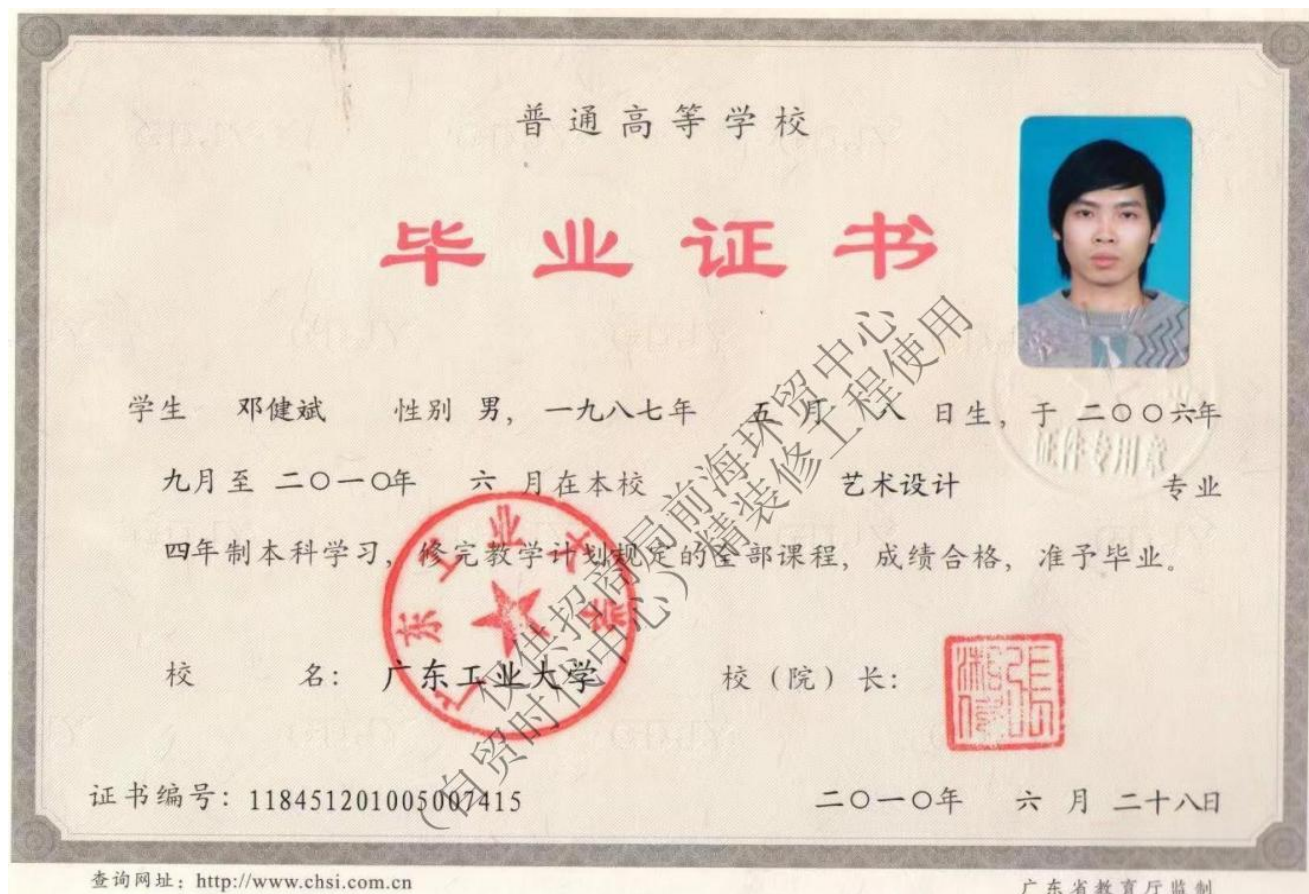 普通高等学校
毕业证书
学生 邓健斌 性别 男，一九八七年 五 月 八 日生，于 二〇〇六年
九月至 二〇一〇年 六 月在本校 艺术设计 专业
四年制本科学习，修完教学计划规定的全部课程，成绩合格，准予毕业。
校 名：广东工业大学 校（院）长：
证书编号：118451201005007415 二〇一〇年 六 月 二十八日
查询网址：http://www.chsi.com.cn 广东省教育厅监制
仅供招商局前海环贸中心
（自贸时代中心）精装修工程使用
广东工业大学
证件专用章